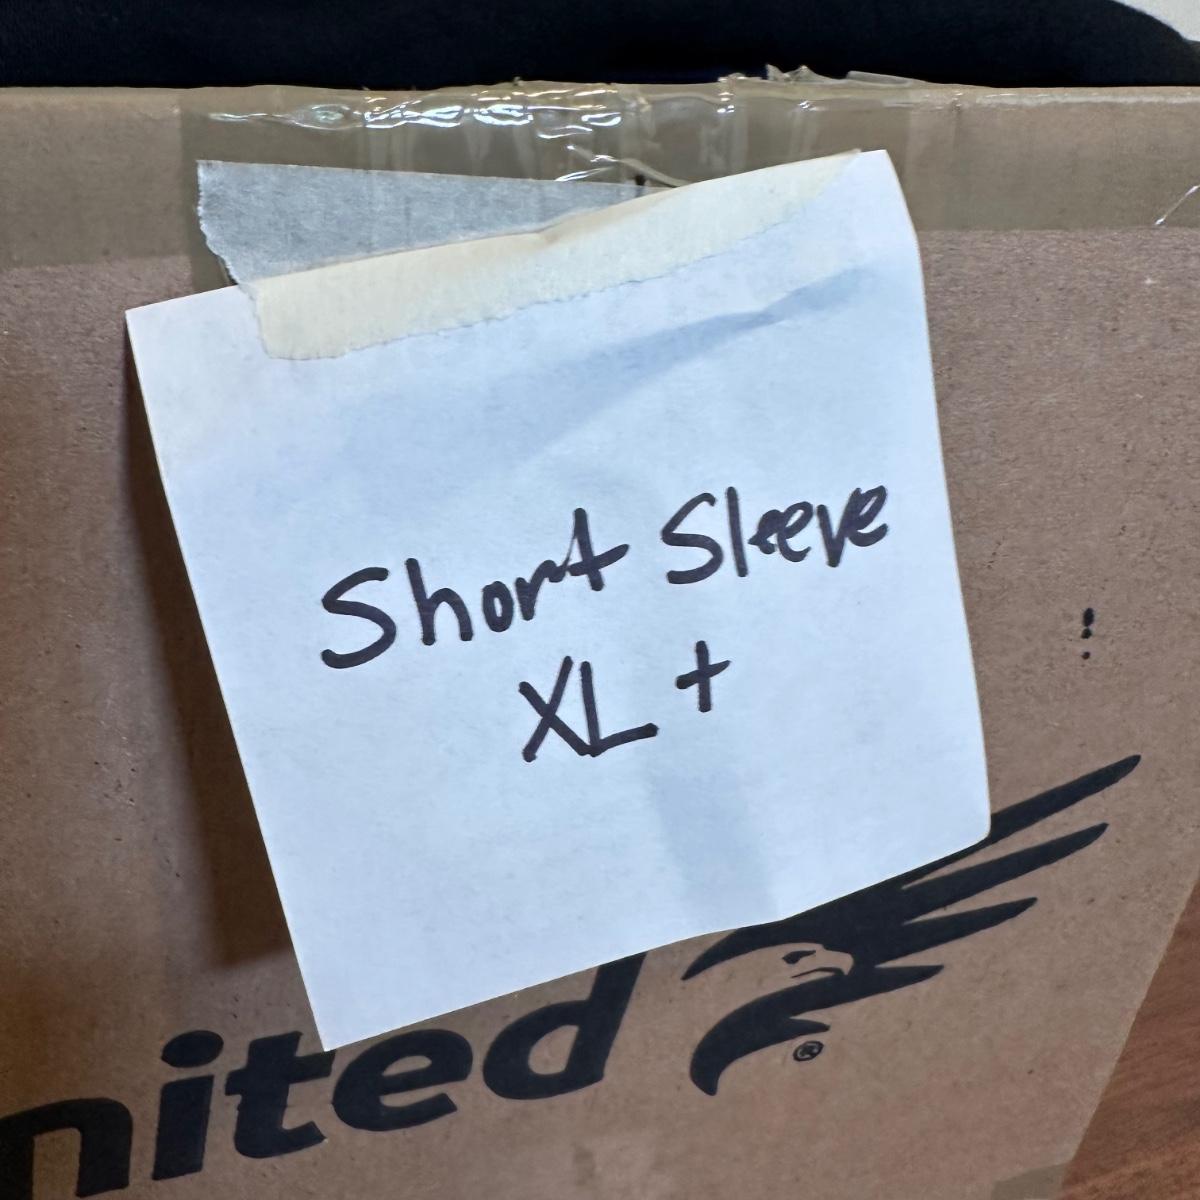 Short Sleeve
XL +
nited
®